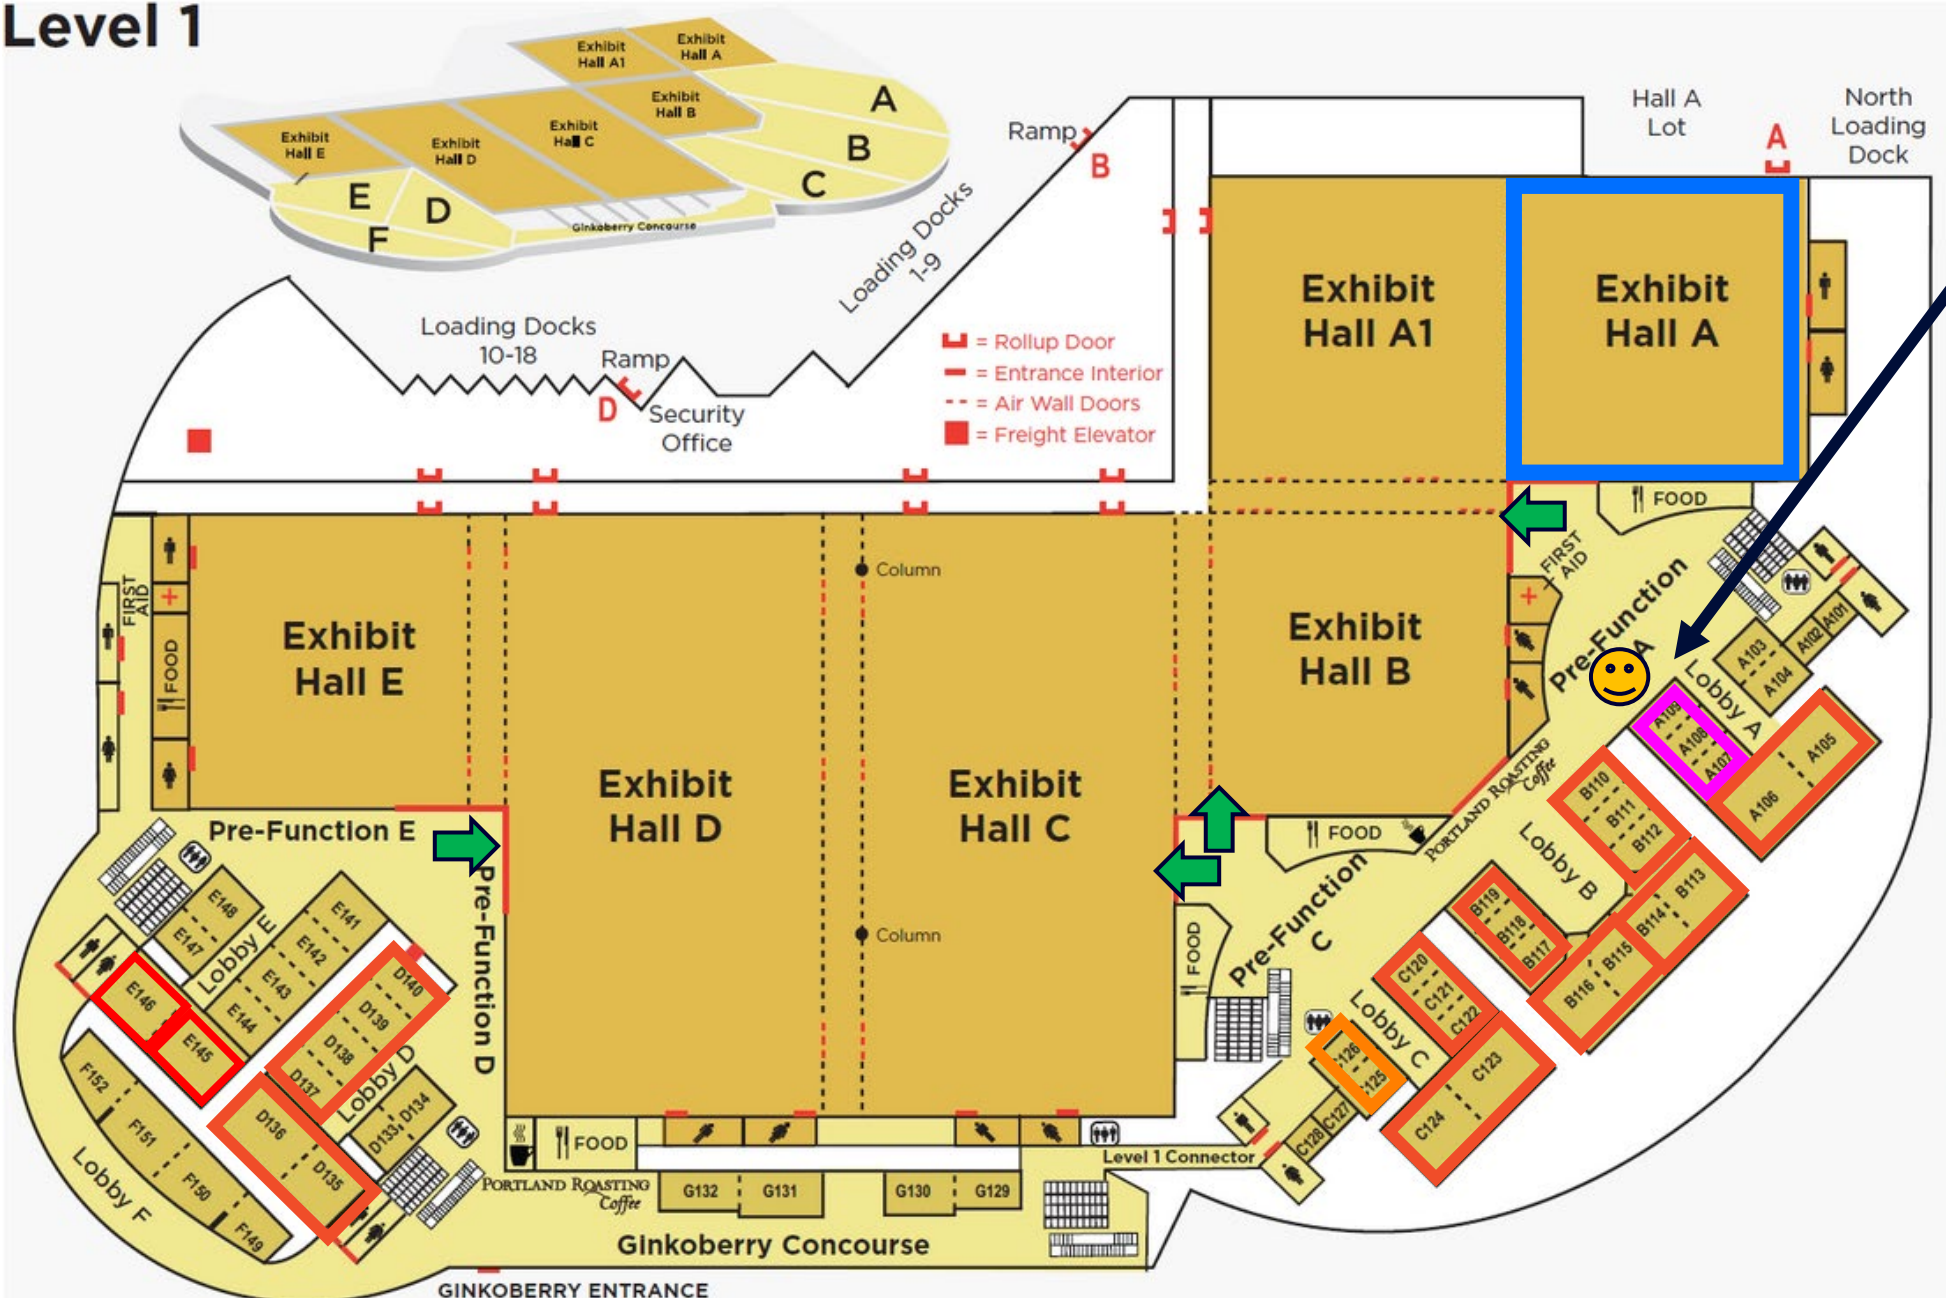 Level 1
Exhibit
Hall A1
Exhibit
Hall A
Exhibit
Hall B
Exhibit
Hall C
Exhibit
Hall D
Exhibit
Hall E
A
B
C
D
E
F
Ginkoberry Concourse
Hall A
Lot
North
Loading
Dock
A
Ramp
B
Loading Docks
1-9
Loading Docks
10-18
Ramp
D
Security
Office
= Rollup Door
= Entrance Interior
= Air Wall Doors
= Freight Elevator
Exhibit
Hall A1
Exhibit
Hall A
FOOD
FIRST
AID
Column
Exhibit
Hall B
Exhibit
Hall E
Exhibit
Hall D
Exhibit
Hall C
Column
FIRST
AID
FOOD
Pre-Function
A
Lobby A
A101
A102
A103
A104
A105
A106
A107
A108
A109
PORTLAND ROASTING
Coffee
FOOD
B110
B111
B112
Lobby B
B113
B114
B115
B116
B117
B118
B119
Pre-Function
C
FOOD
C120
C121
C122
Lobby C
C123
C124
C127
C128
Pre-Function E
Pre-Function D
E148
E147
Lobby E
E141
E142
E143
E144
E146
E145
D140
D139
D138
D137
Lobby D
D136
D135
D134
D133
F152
F151
F150
F149
Lobby F
FOOD
PORTLAND ROASTING
Coffee
G132
G131
G130
G129
Level 1 Connector
Ginkoberry Concourse
GINKOBERRY ENTRANCE